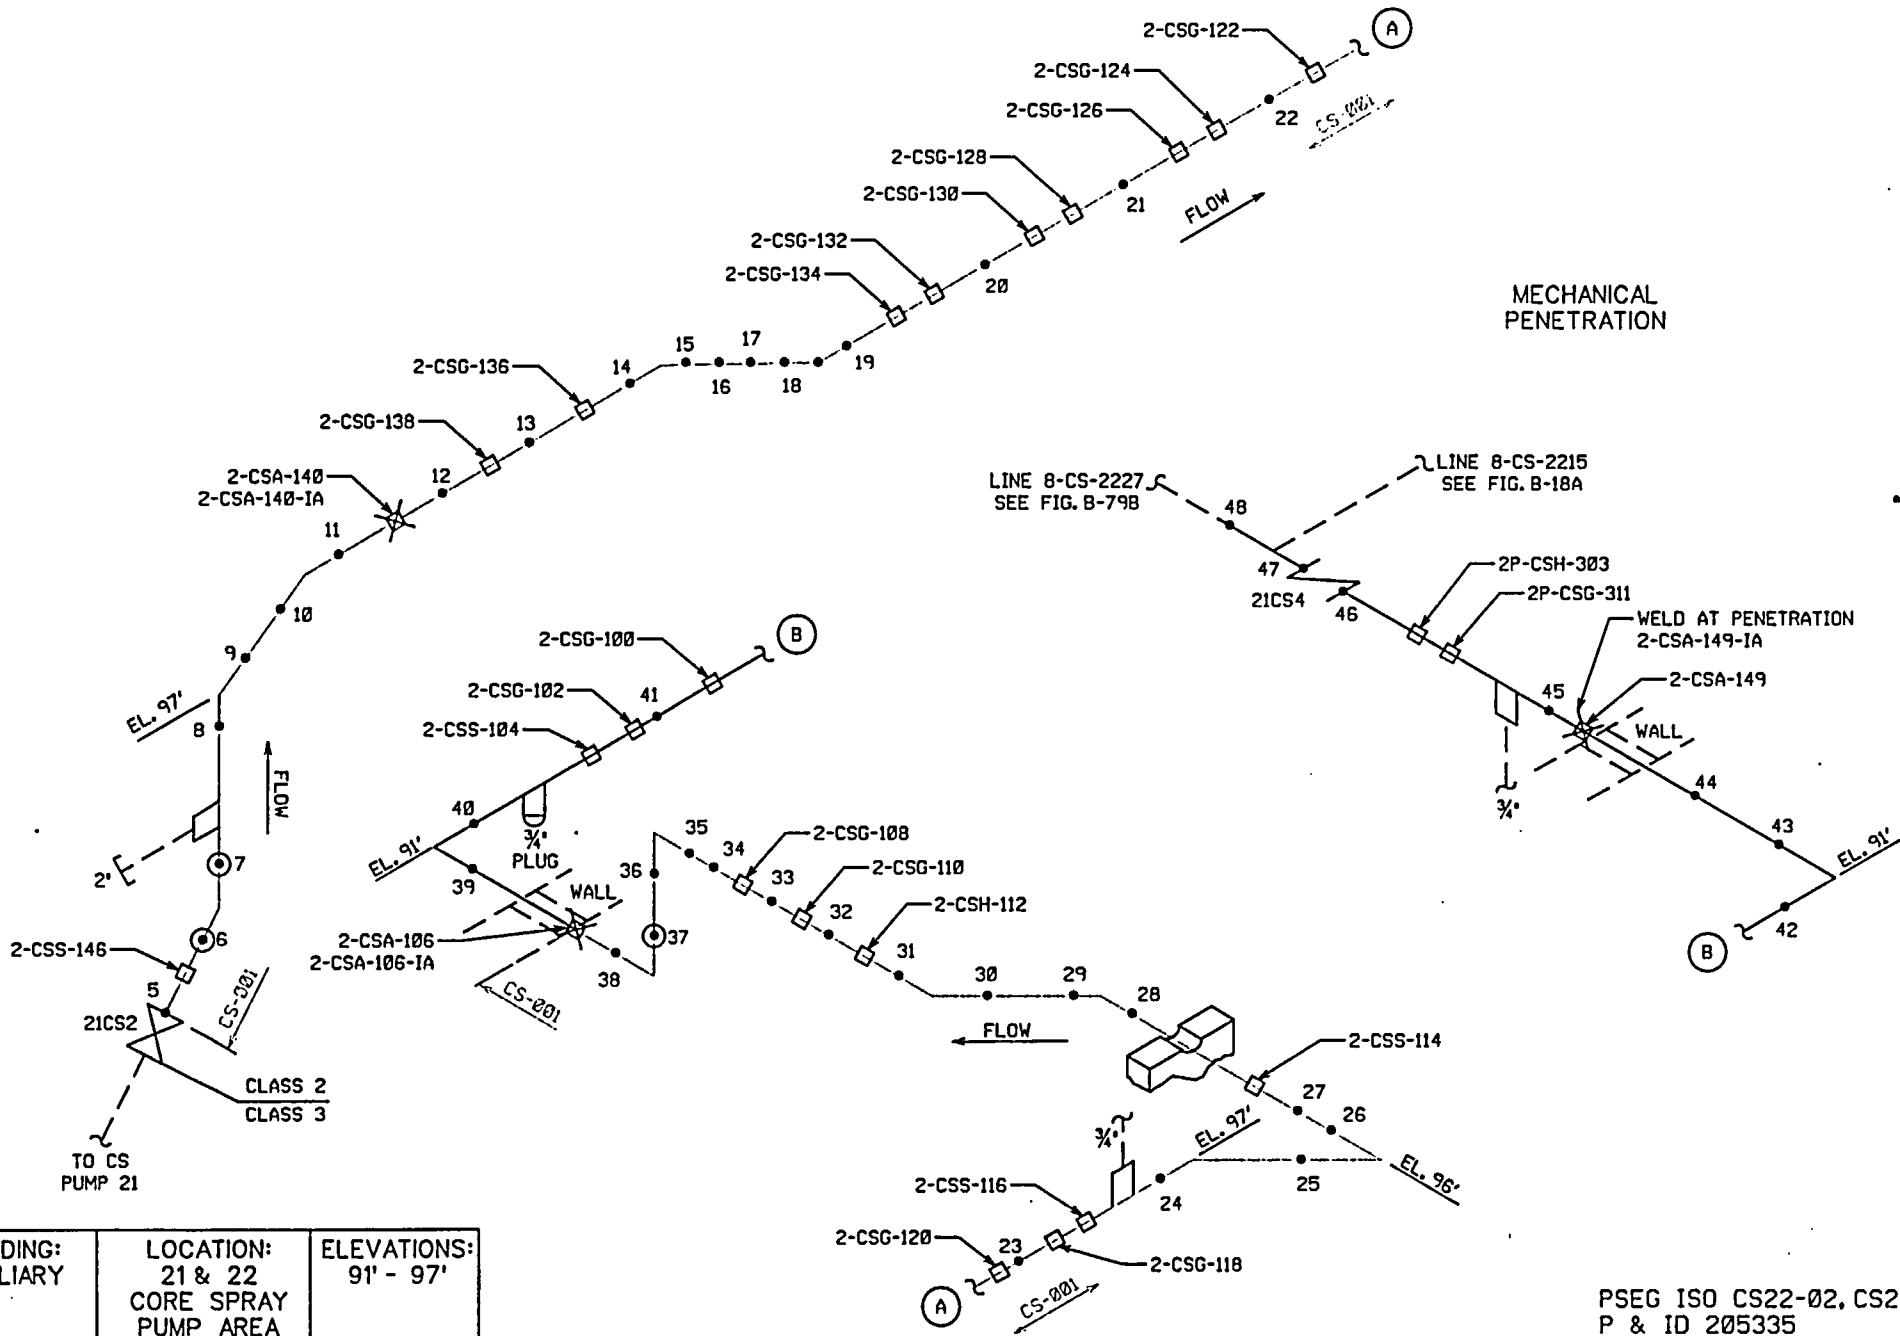 2-CSG-122
A
2-CSG-124
22
CS-001
2-CSG-126
2-CSG-128
21
FLOW
2-CSG-130
2-CSG-132
20
2-CSG-134
MECHANICAL
PENETRATION
19
15
17
16
18
14
2-CSG-136
13
2-CSG-138
12
2-CSA-140
2-CSA-140-IA
11
10
9
EL. 97'
8
FLOW
7
2"
6
2-CSS-146
5
CS-001
21CS2
CLASS 2
CLASS 3
TO CS
PUMP 21
LINE 8-CS-2227
SEE FIG. B-79B
LINE 8-CS-2215
SEE FIG. B-18A
48
47
21CS4
46
2P-CSH-303
2P-CSG-311
WELD AT PENETRATION
2-CSA-149-IA
2-CSA-149
45
WALL
3/4"
44
43
EL. 91'
42
B
B
2-CSG-100
2-CSG-102
41
2-CSS-104
40
3/4"
PLUG
EL. 91'
39
WALL
2-CSA-106
2-CSA-106-IA
38
CS-001
37
36
35
34
2-CSG-108
33
2-CSG-110
32
2-CSH-112
31
30
29
28
FLOW
2-CSS-114
27
26
EL. 97'
3/4"
25
EL. 96'
24
2-CSS-116
2-CSG-120
23
2-CSG-118
A
CS-001
DING:
LIARY
LOCATION:
21 & 22
CORE SPRAY
PUMP AREA
ELEVATIONS:
91' - 97'
PSEG ISO CS22-02, CS2
P & ID 205335